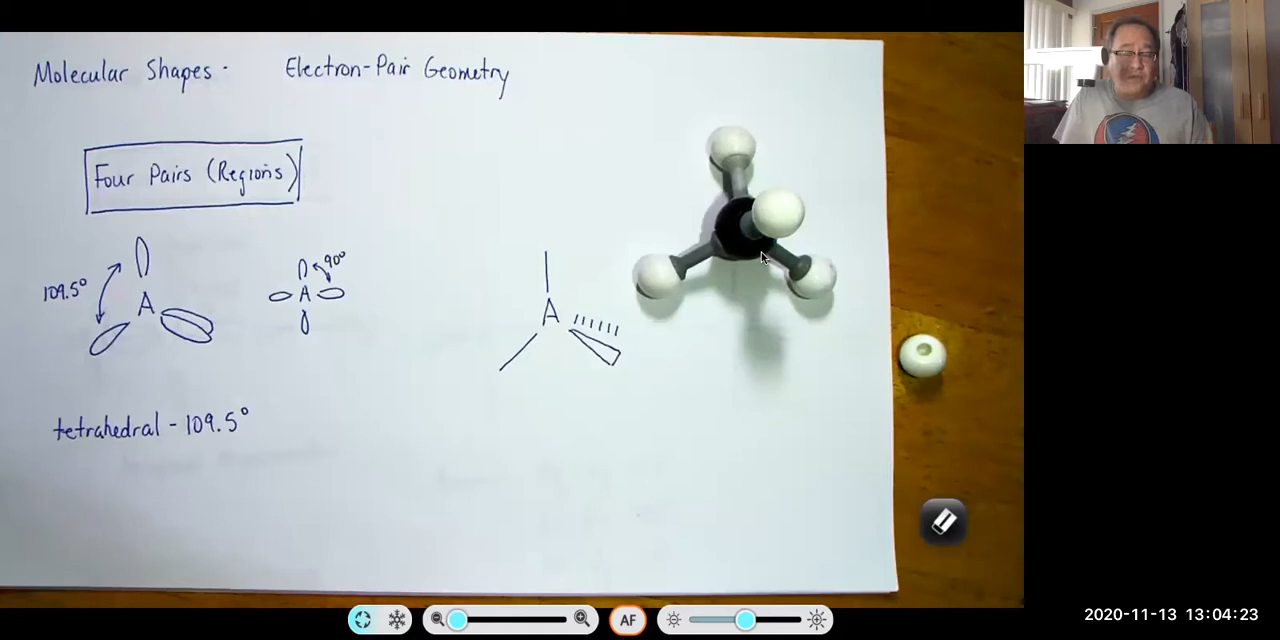 Molecular Shapes - Electron-Pair Geometry
Four Pairs (Regions)
109.5°
A
90°
A
A
tetrahedral - 109.5°
AF
2020-11-13 13:04:23